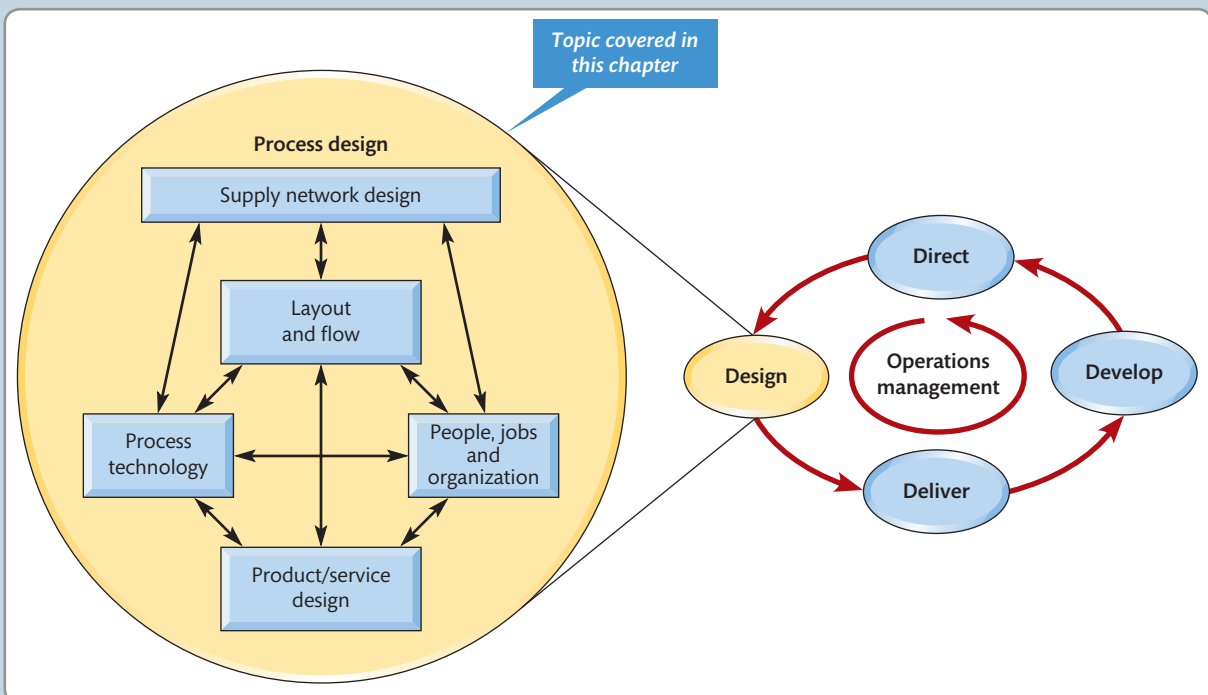 Topic covered in
this chapter
Process design
Supply network design
Layout
and flow
Process
technology
People, jobs
and
organization
Product/service
design
Direct
Design
Operations
management
Develop
Deliver